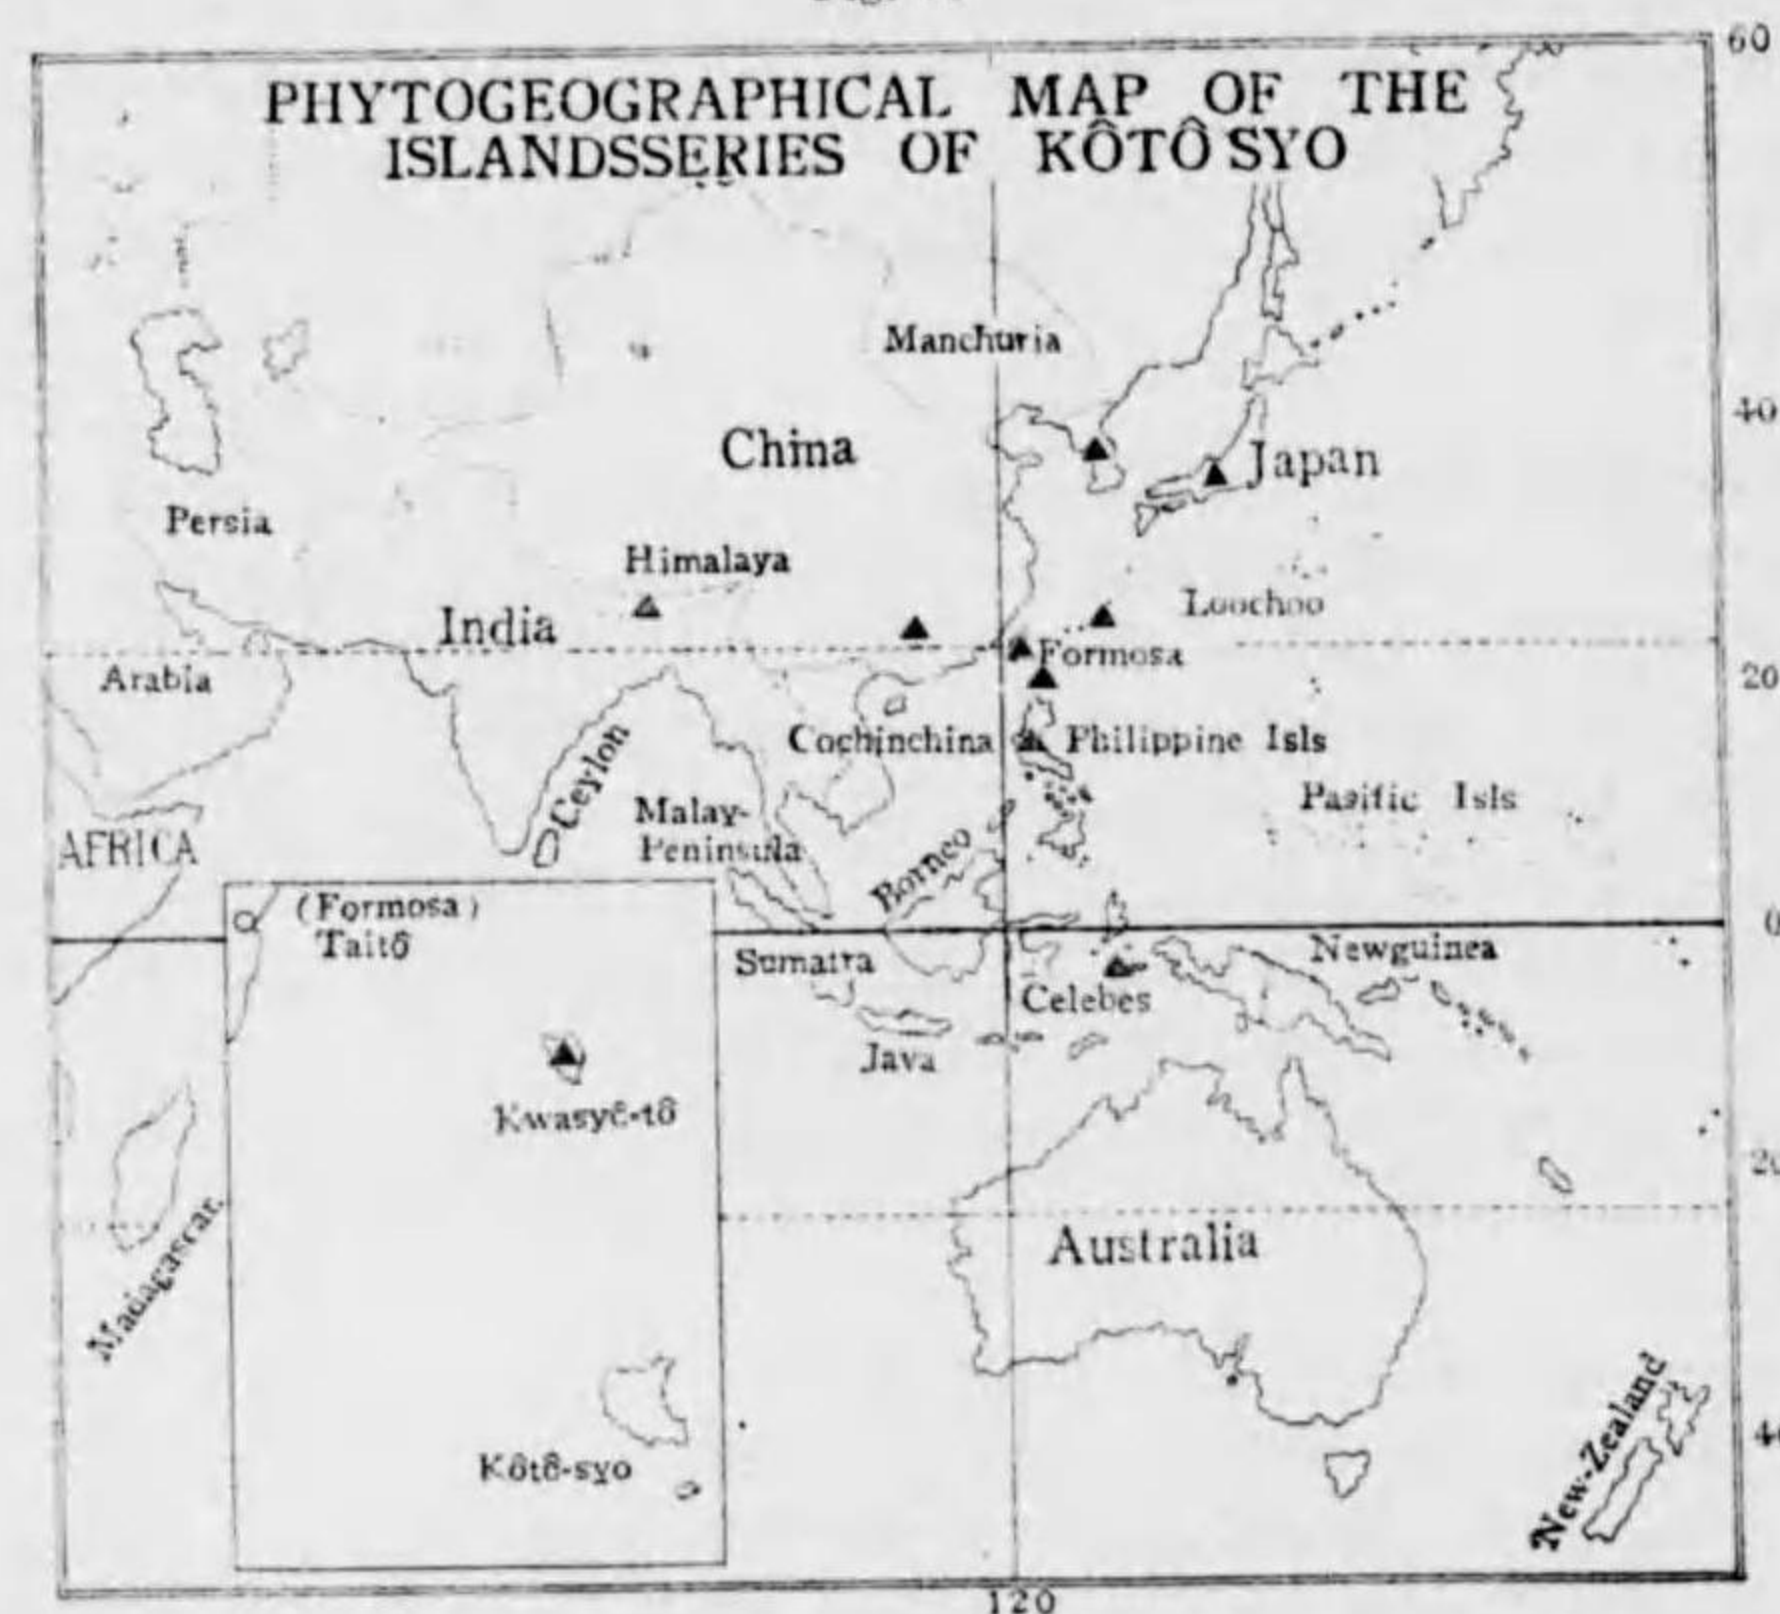 PHYTOGEOGRAPHICAL MAP OF THE
ISLANDSSERIES OF KÔTÔ SYO
60
Manchuria
40
China
Japan
Persia
Himalaya
Loochoo
India
Formosa
Arabia
20
Cochinchina
Philippine Isls
Ceylon
Malay-
Peninsula
Pasific Isls
AFRICA
Borneo
(Formosa)
Taitô
0
Sumatra
Newguinea
Celebes
Java
Kwasyô-tô
20
Madagascar.
Australia
Kôtô-syo
New-Zealand
120